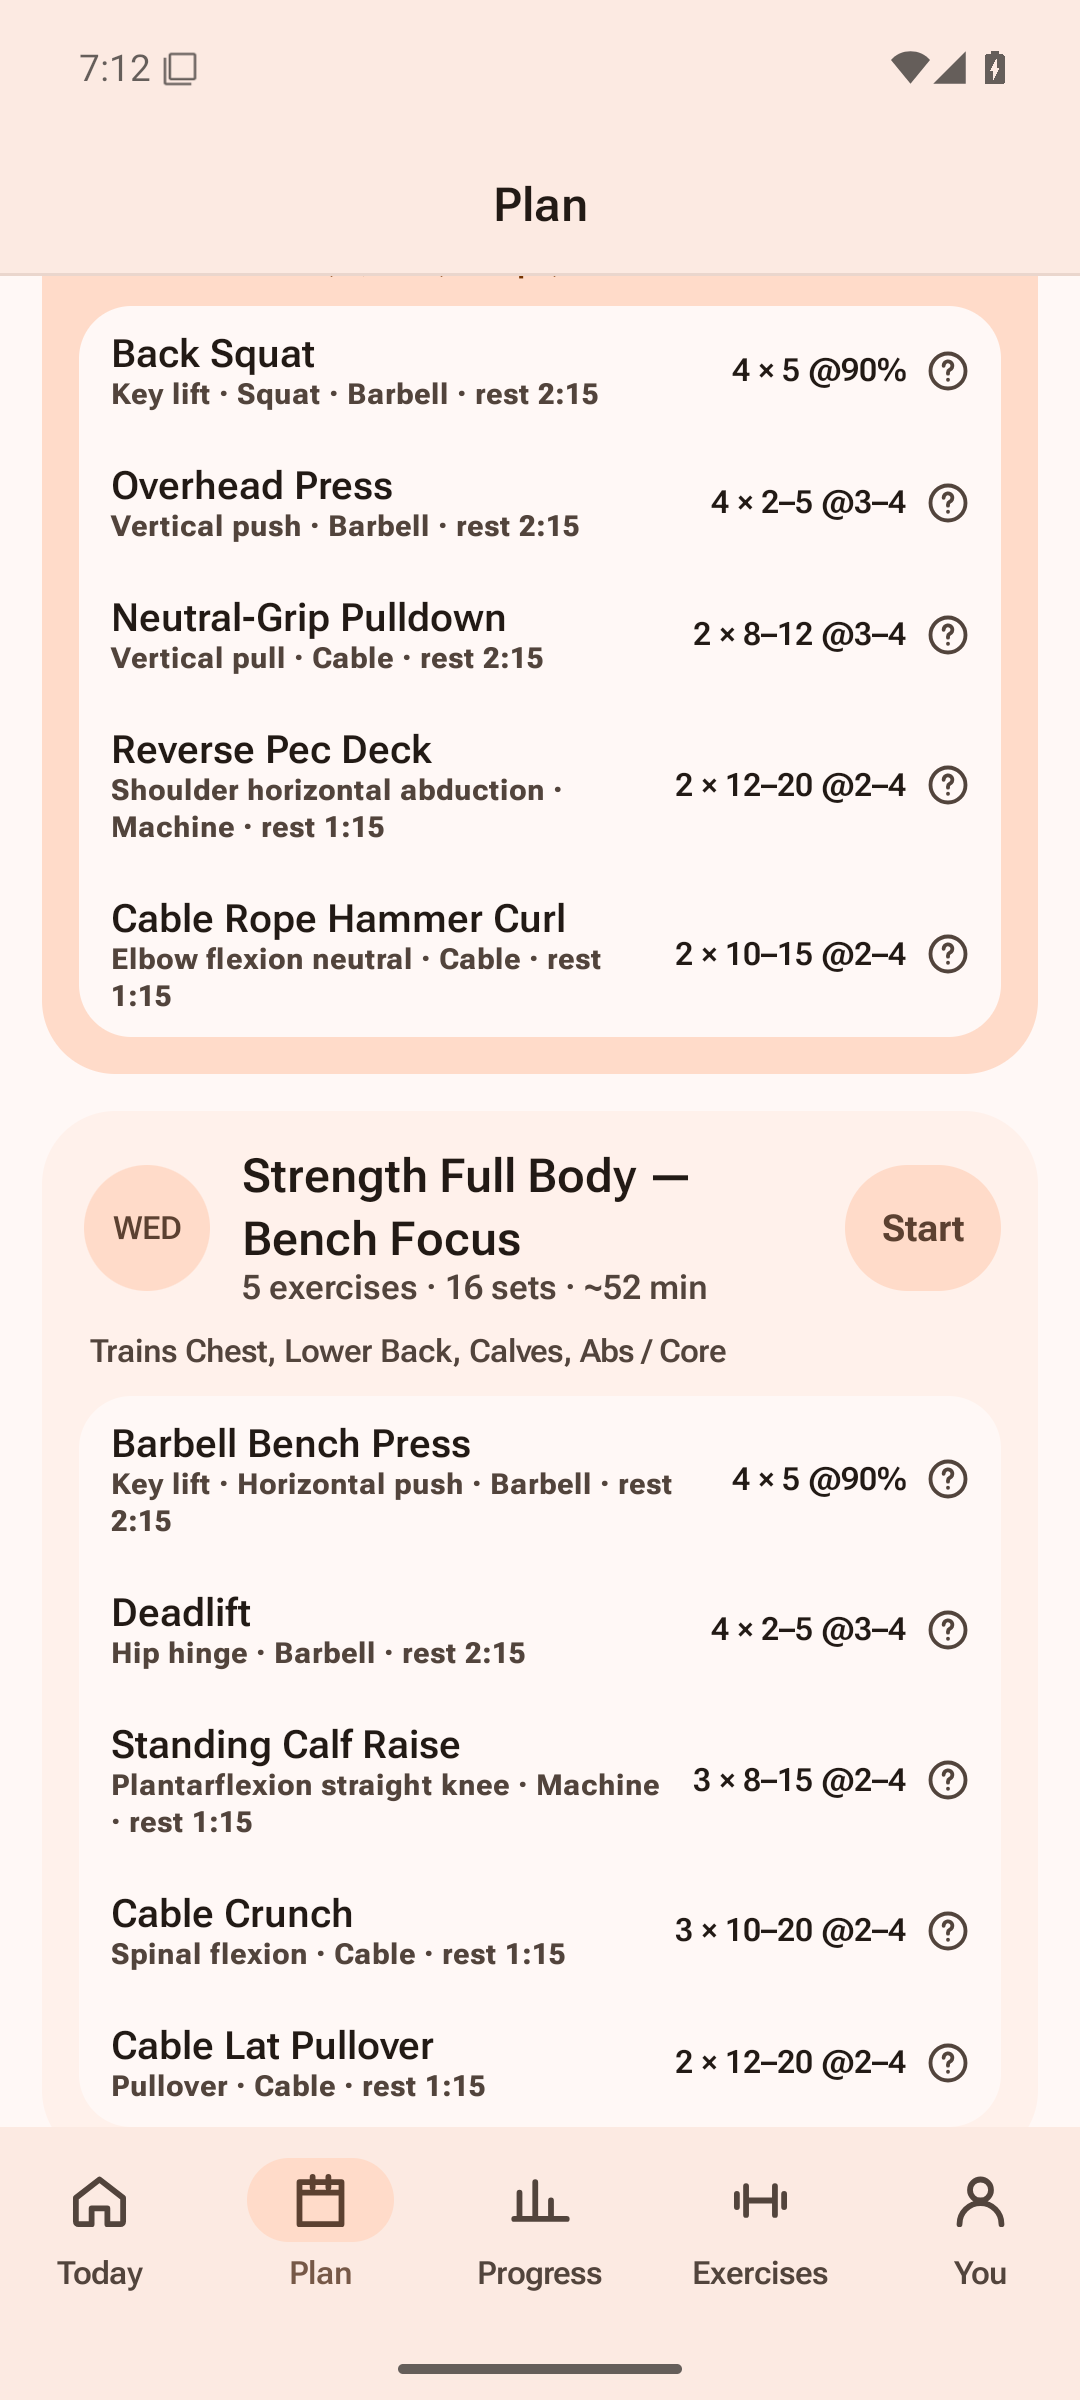 7:12
Plan
Back Squat
Key lift · Squat · Barbell · rest 2:15
4 × 5 @90%
Overhead Press
Vertical push · Barbell · rest 2:15
4 × 2–5 @3–4
Neutral-Grip Pulldown
Vertical pull · Cable · rest 2:15
2 × 8–12 @3–4
Reverse Pec Deck
Shoulder horizontal abduction ·
Machine · rest 1:15
2 × 12–20 @2–4
Cable Rope Hammer Curl
Elbow flexion neutral · Cable · rest
1:15
2 × 10–15 @2–4
WED
Strength Full Body —
Bench Focus
5 exercises · 16 sets · ~52 min
Start
Trains Chest, Lower Back, Calves, Abs / Core
Barbell Bench Press
Key lift · Horizontal push · Barbell · rest
2:15
4 × 5 @90%
Deadlift
Hip hinge · Barbell · rest 2:15
4 × 2–5 @3–4
Standing Calf Raise
Plantarflexion straight knee · Machine
· rest 1:15
3 × 8–15 @2–4
Cable Crunch
Spinal flexion · Cable · rest 1:15
3 × 10–20 @2–4
Cable Lat Pullover
Pullover · Cable · rest 1:15
2 × 12–20 @2–4
Today
Plan
Progress
Exercises
You